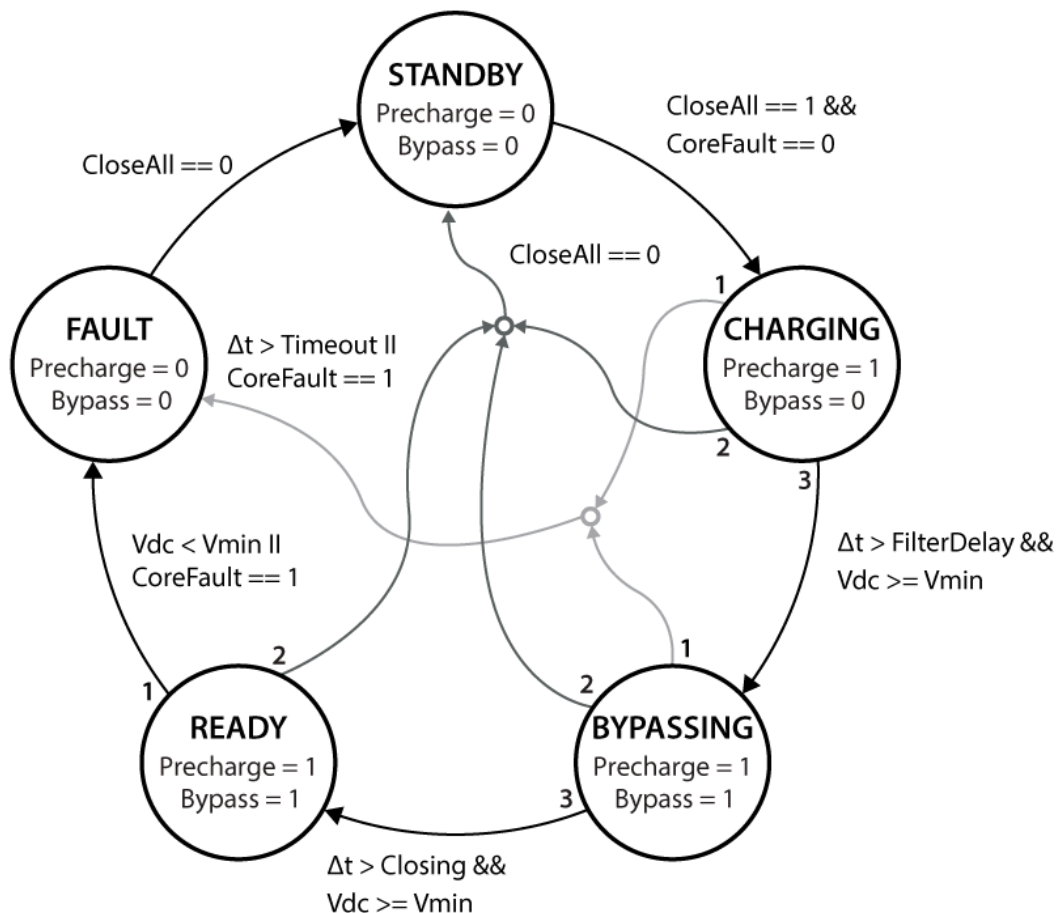 STANDBY
Precharge = 0
Bypass = 0
CloseAll == 1 &&
CoreFault == 0
CloseAll == 0
CloseAll == 0
1
FAULT
Precharge = 0
Bypass = 0
Δt > Timeout II
CoreFault == 1
CHARGING
Precharge = 1
Bypass = 0
2
3
Vdc < Vmin II
CoreFault == 1
Δt > FilterDelay &&
Vdc >= Vmin
1
2
READY
Precharge = 1
Bypass = 1
1
2
BYPASSING
Precharge = 1
Bypass = 1
3
Δt > Closing &&
Vdc >= Vmin